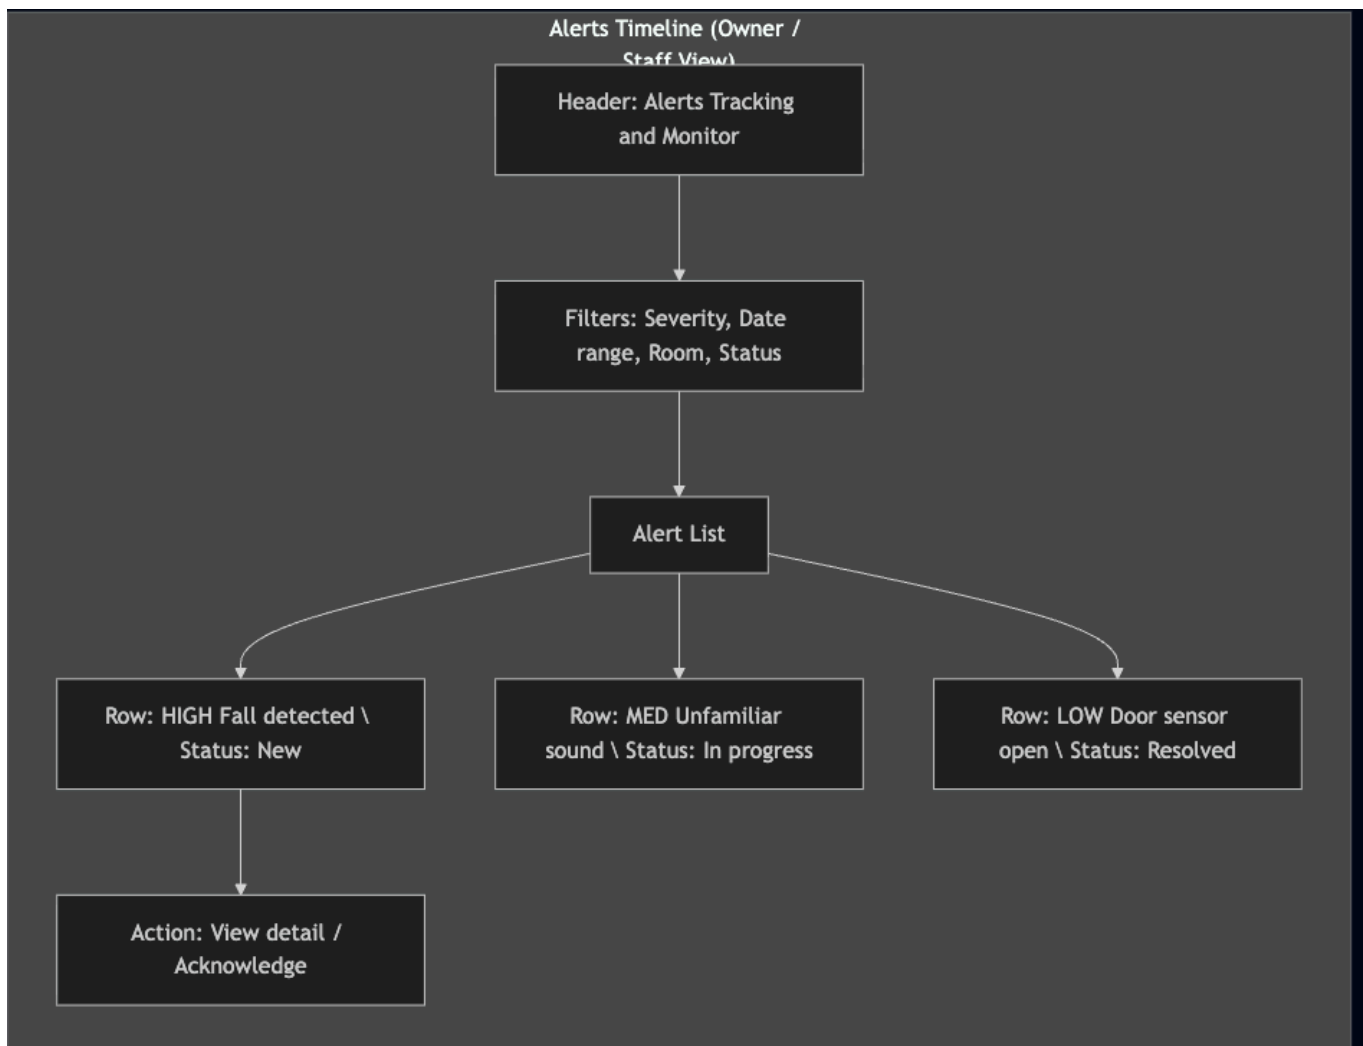 Alerts Timeline (Owner /
Staff View)
Header: Alerts Tracking
and Monitor
Filters: Severity, Date
range, Room, Status
Alert List
Row: HIGH Fall detected \
Status: New
Row: MED Unfamiliar
sound \ Status: In progress
Row: LOW Door sensor
open \ Status: Resolved
Action: View detail /
Acknowledge